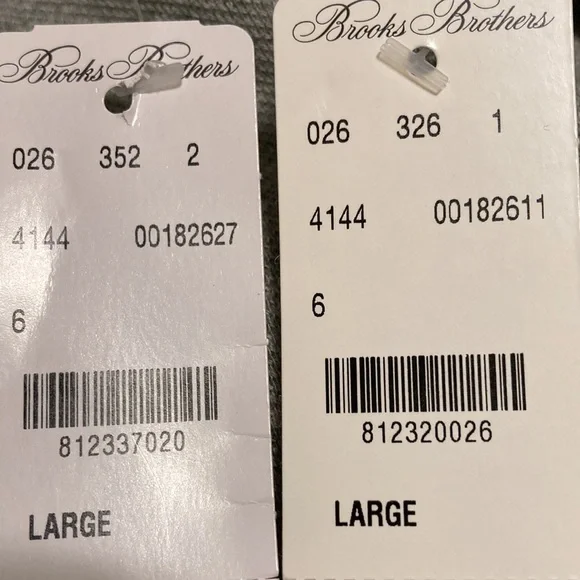 Brooks Brothers
026 352 2
4144 00182627
6
812337020
LARGE
Brooks Brothers
026 326 1
4144 00182611
6
812320026
LARGE